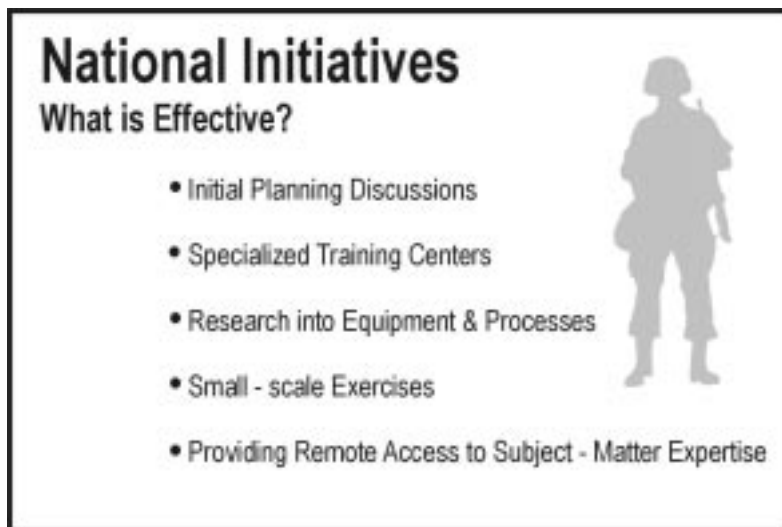 National Initiatives
What is Effective?
• Initial Planning Discussions
• Specialized Training Centers
• Research into Equipment & Processes
• Small - scale Exercises
• Providing Remote Access to Subject - Matter Expertise